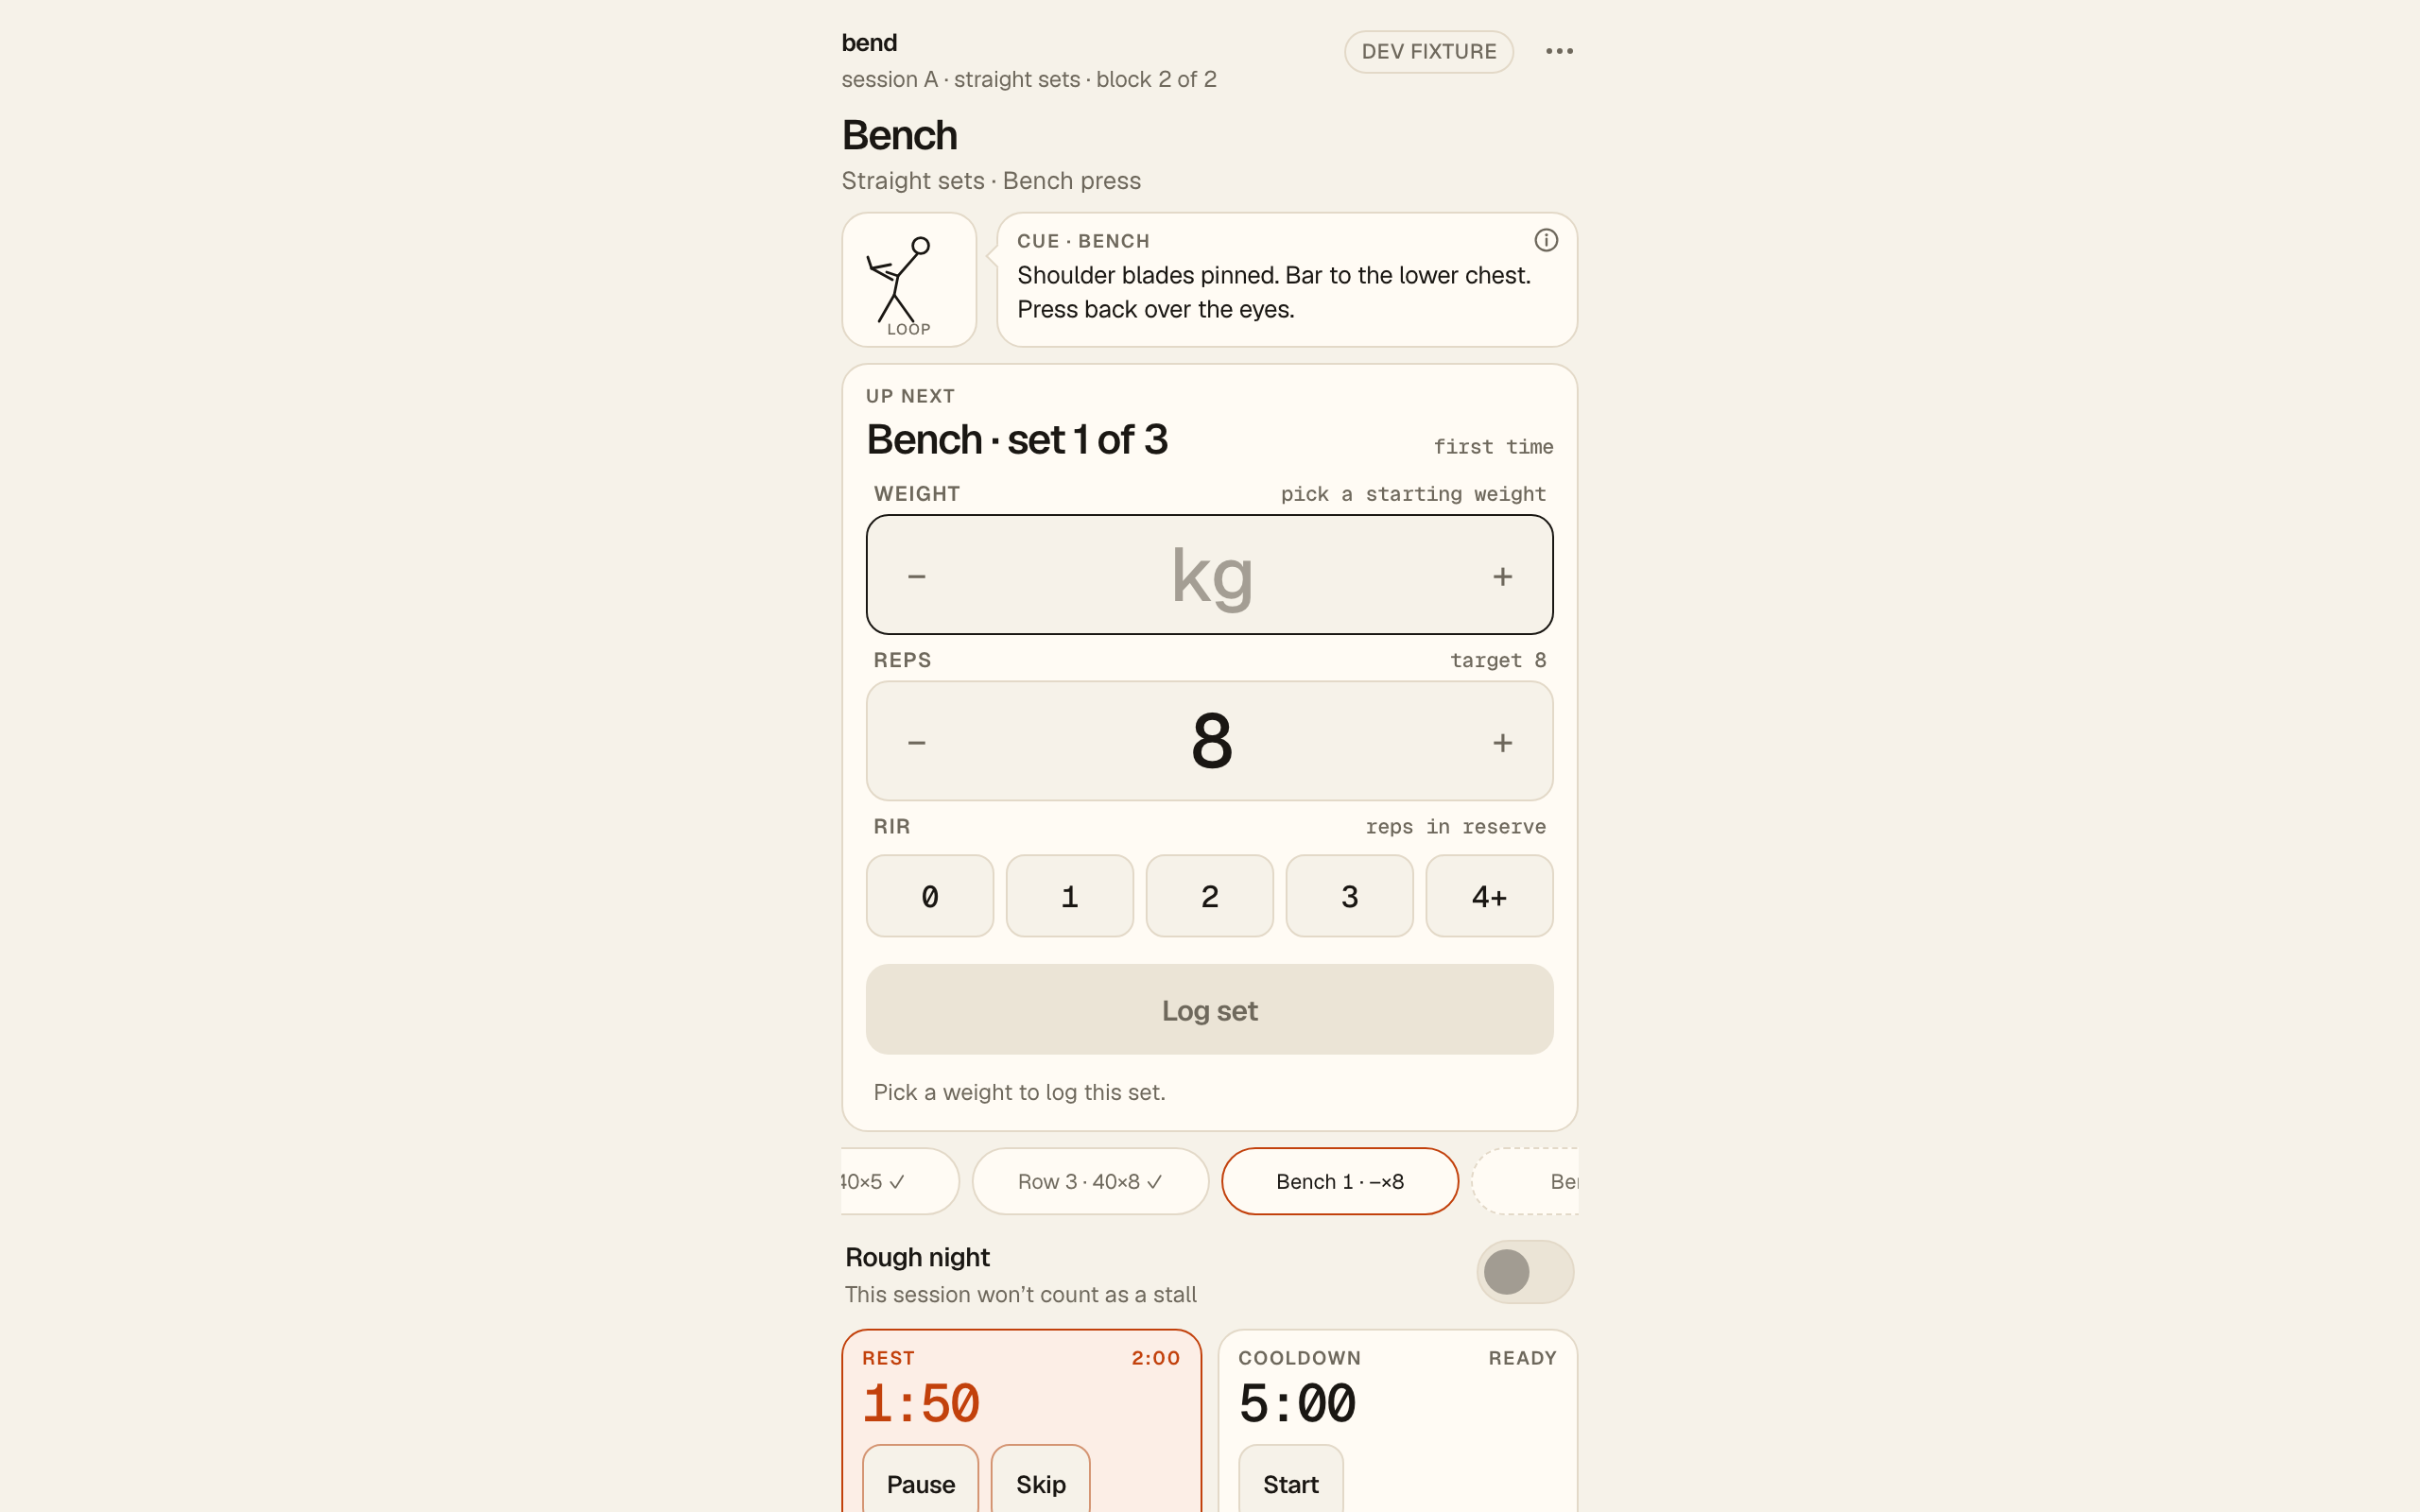 bend
DEV FIXTURE
session A · straight sets · block 2 of 2
Bench
Straight sets · Bench press
LOOP
CUE · BENCH
Shoulder blades pinned. Bar to the lower chest.
Press back over the eyes.
UP NEXT
Bench · set 1 of 3
first time
WEIGHT
pick a starting weight
− kg +
REPS
target 8
− 8 +
RIR
reps in reserve
0 1 2 3 4+
Log set
Pick a weight to log this set.
40×5 ✓
Row 3 · 40×8 ✓
Bench 1 · –×8
Rough night
This session won’t count as a stall
REST 2:00
1:50
Pause Skip
COOLDOWN READY
5:00
Start